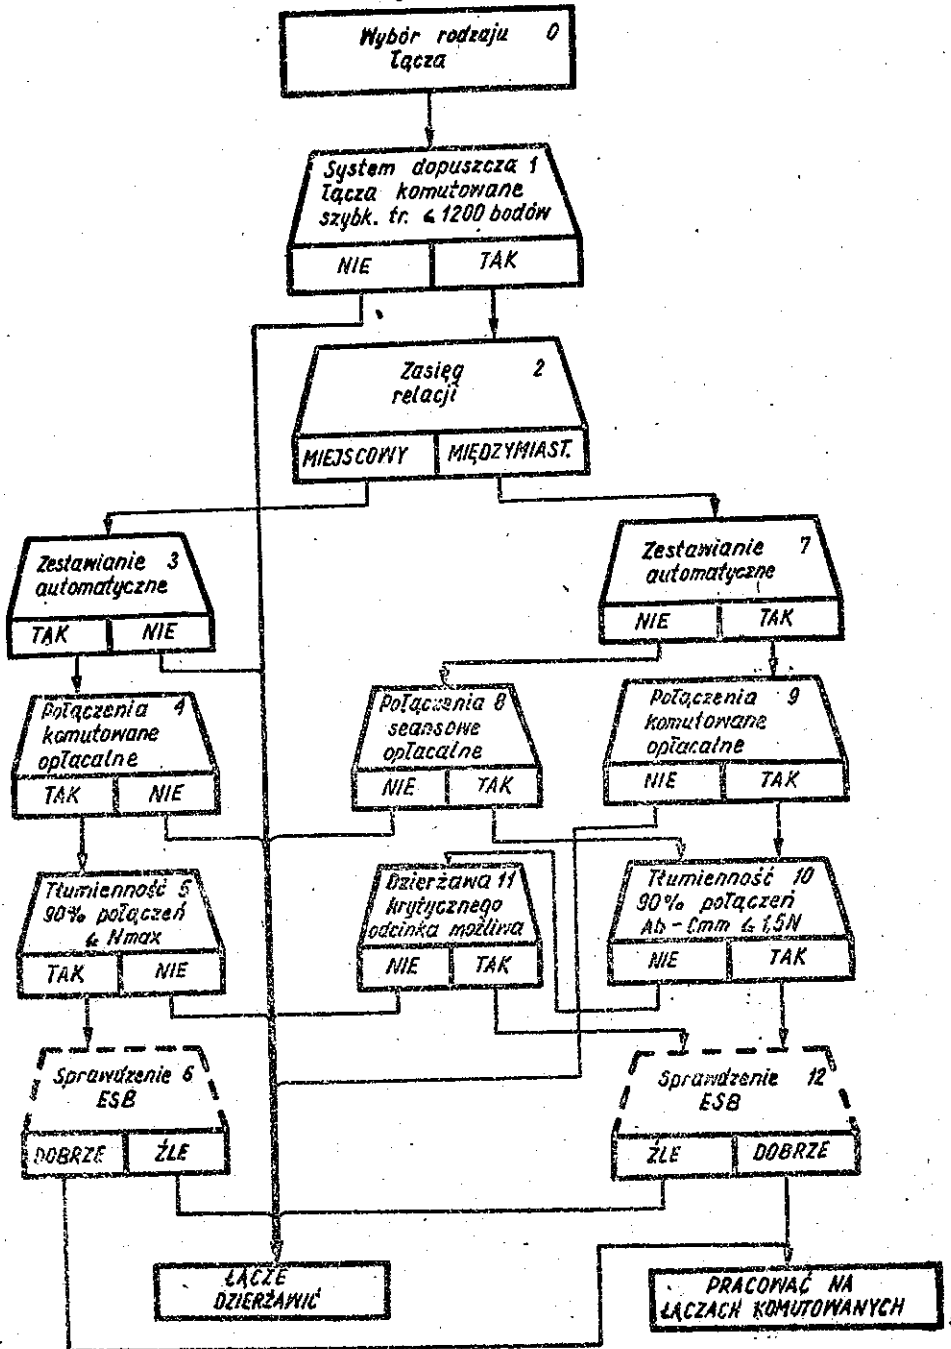 Wybór rodzaju 0
łącza
System dopuszcza 1
łącza komutowane
szybk. tr. ≤ 1200 bodów
NIE TAK
Zasięg 2
relacji
MIEJSCOWY MIĘDZYMIAST.
Zestawianie 3
automatyczne
TAK NIE
Zestawianie 7
automatyczne
NIE TAK
Połączenia 4
komutowane
opłacalne
TAK NIE
Połączenia 8
seansowe
opłacalne
NIE TAK
Połączenia 9
komutowane
opłacalne
NIE TAK
Tłumienność 5
90% połączeń
≤ Nmax
TAK NIE
Dzierżawa 11
krytycznego
odcinka możliwa
NIE TAK
Tłumienność 10
90% połączeń
Ab - Cmm ≤ 1,5N
NIE TAK
Sprawdzenie 6
ESB
DOBRZE ŹLE
Sprawdzenie 12
ESB
ŹLE DOBRZE
ŁĄCZE
DZIERŻAWIĆ
PRACOWAĆ NA
ŁĄCZACH KOMUTOWANYCH